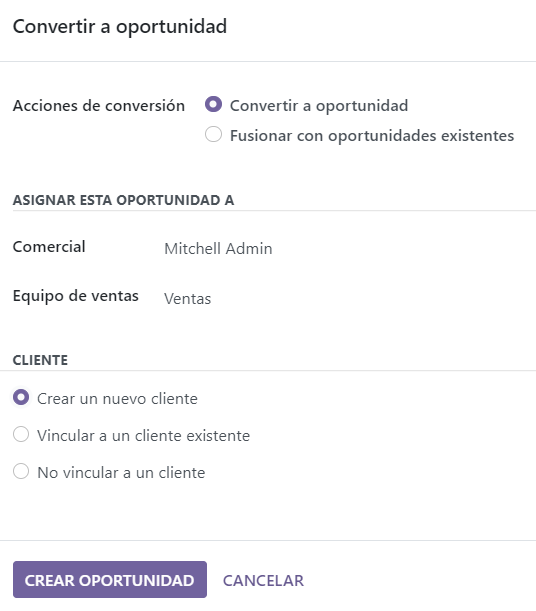 Convertir a oportunidad
Acciones de conversión
Convertir a oportunidad
Fusionar con oportunidades existentes
ASIGNAR ESTA OPORTUNIDAD A
Comercial
Mitchell Admin
Equipo de ventas
Ventas
CLIENTE
Crear un nuevo cliente
Vincular a un cliente existente
No vincular a un cliente
CREAR OPORTUNIDAD
CANCELAR